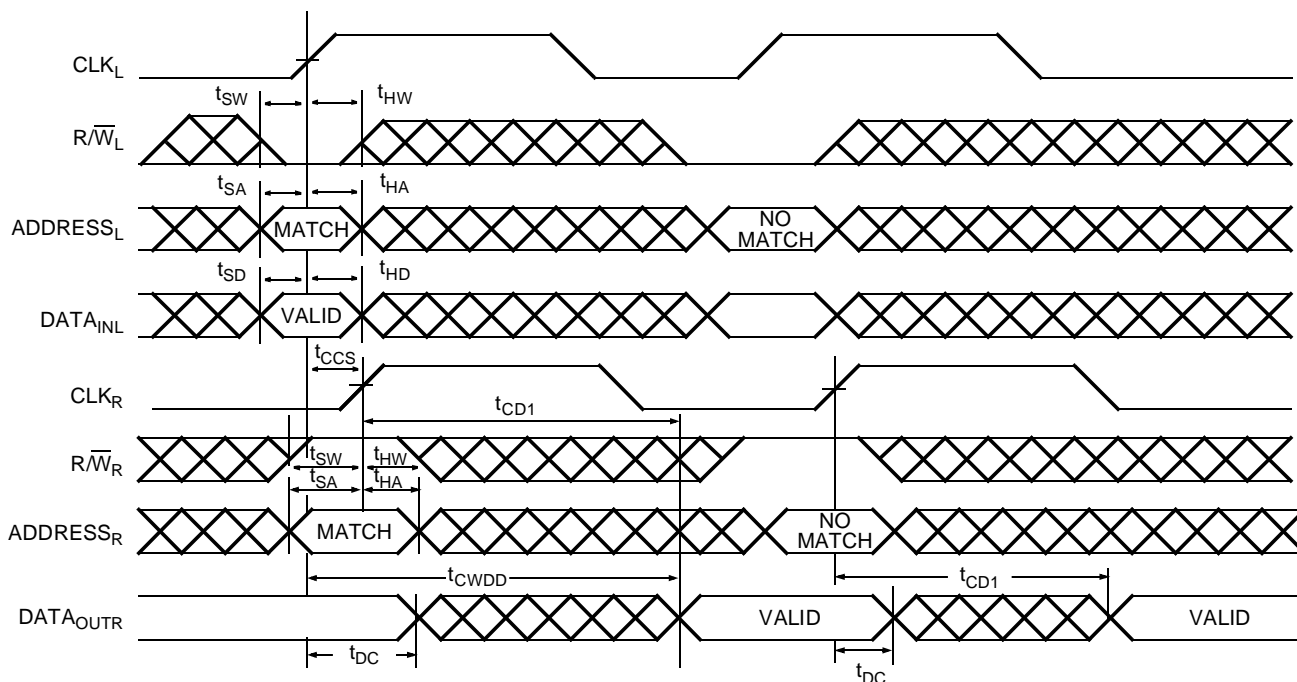 CLK_L
t_SW t_HW
R/W̅_L
t_SA t_HA
ADDRESS_L MATCH NO MATCH
t_SD t_HD
DATA_INL VALID
t_CCS
CLK_R
t_CD1
R/W̅_R
t_SW t_HW
t_SA t_HA
ADDRESS_R MATCH NO MATCH
t_CWDD t_CD1
DATA_OUTR VALID VALID
t_DC t_DC